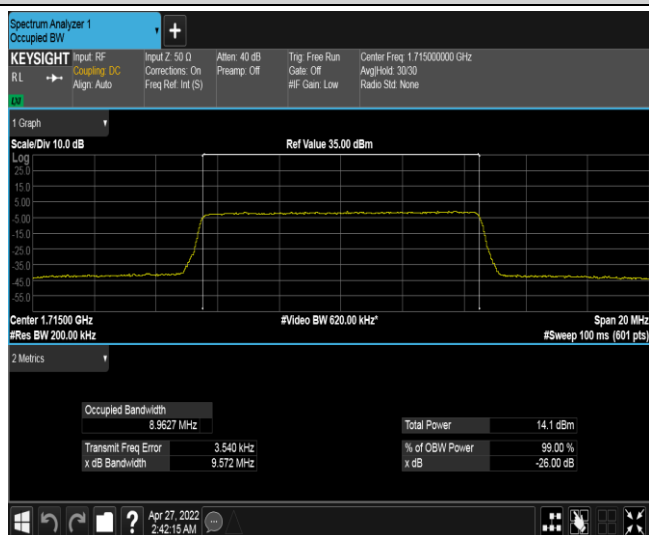 Spectrum Analyzer 1
Occupied BW
+
KEYSIGHT
RL
Input: RF
Coupling: DC
Align: Auto
Input Z: 50 Ω
Corrections: On
Freq Ref: Int (S)
Atten: 40 dB
Preamp: Off
Trig: Free Run
Gate: Off
#IF Gain: Low
Center Freq: 1.715000000 GHz
Avg|Hold: 30/30
Radio Std: None
1 Graph
Scale/Div 10.0 dB
Ref Value 35.00 dBm
Log
25.0
15.0
5.00
-5.00
-15.0
-25.0
-35.0
-45.0
-55.0
Center 1.71500 GHz
#Video BW 620.00 kHz*
Span 20 MHz
#Res BW 200.00 kHz
#Sweep 100 ms (601 pts)
2 Metrics
Occupied Bandwidth
8.9627 MHz
Total Power 14.1 dBm
Transmit Freq Error 3.540 kHz
% of OBW Power 99.00 %
x dB Bandwidth 9.572 MHz
x dB -26.00 dB
?
Apr 27, 2022
2:42:15 AM